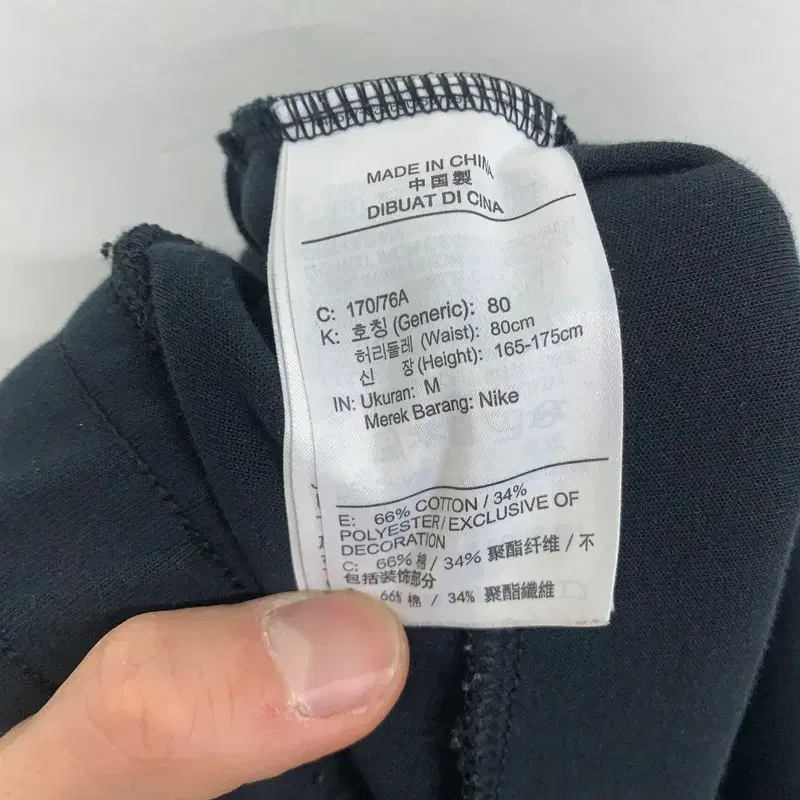 MADE IN CHINA
中国製
DIBUAT DI CINA
C: 170/76A
K: 호칭 (Generic): 80
허리둘레 (Waist): 80cm
신 장 (Height): 165-175cm
IN: Ukuran: M
Merek Barang: Nike
E: 66% COTTON / 34%
POLYESTER/EXCLUSIVE OF
DECORATION
C: 66% 棉 / 34% 聚酯纤维 / 不
包括装饰部分
66% 棉 / 34% 聚酯纖維